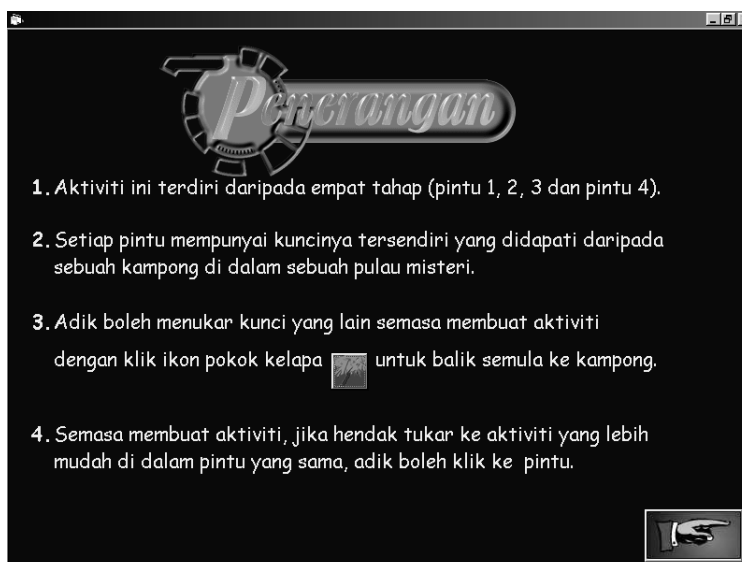 Penerangan
1. Aktiviti ini terdiri daripada empat tahap (pintu 1, 2, 3 dan pintu 4).
2. Setiap pintu mempunyai kuncinya tersendiri yang didapati daripada
sebuah kampong di dalam sebuah pulau misteri.
3. Adik boleh menukar kunci yang lain semasa membuat aktiviti
dengan klik ikon pokok kelapa untuk balik semula ke kampong.
4. Semasa membuat aktiviti, jika hendak tukar ke aktiviti yang lebih
mudah di dalam pintu yang sama, adik boleh klik ke pintu.